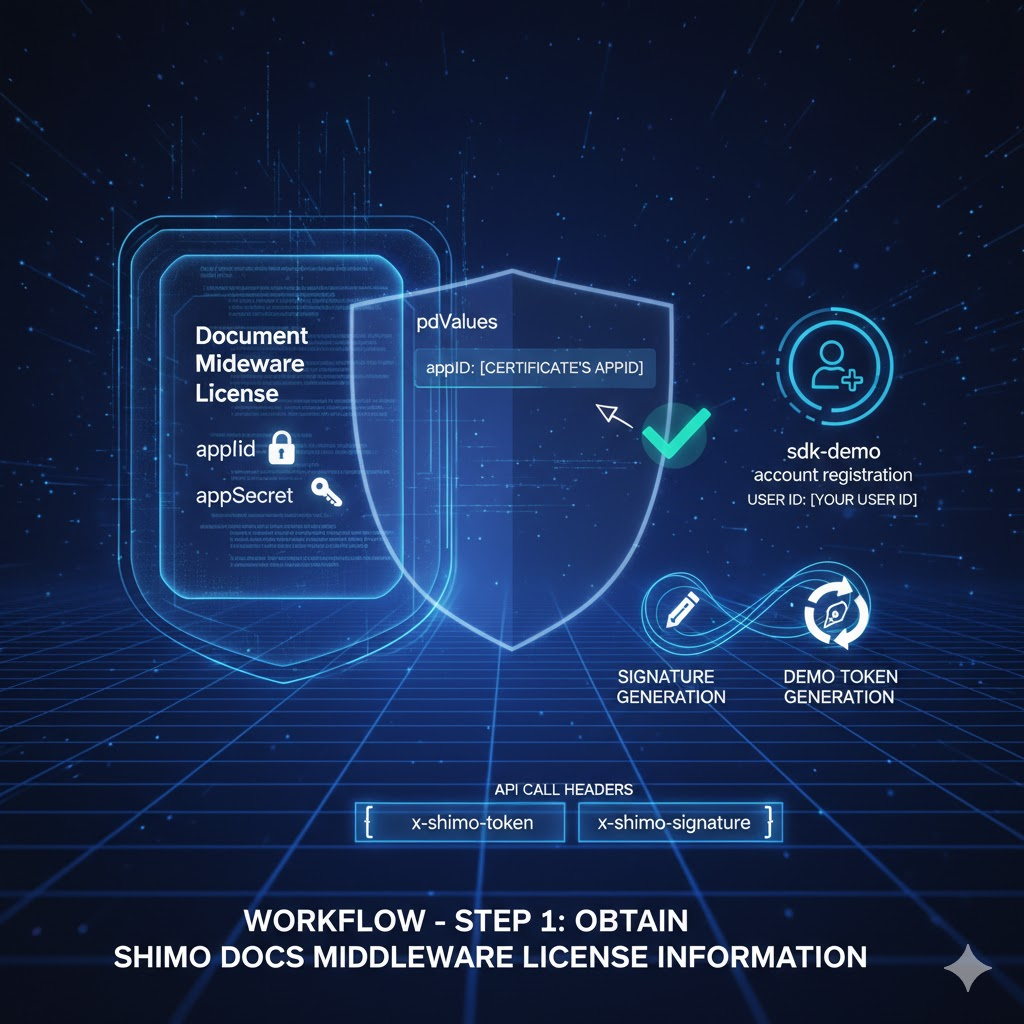 Document
Mideware
License
applid
appSecret
pdValues
appID: [CERTIFICATE'S APPID]
sdk-demo
account registration
USER ID: [YOUR USER ID]
SIGNATURE
GENERATION
DEMO TOKEN
GENERATION
API CALL HEADERS
{ x-shimo-token
x-shimo-signature }
WORKFLOW - STEP 1: OBTAIN
SHIMO DOCS MIDDLEWARE LICENSE INFORMATION